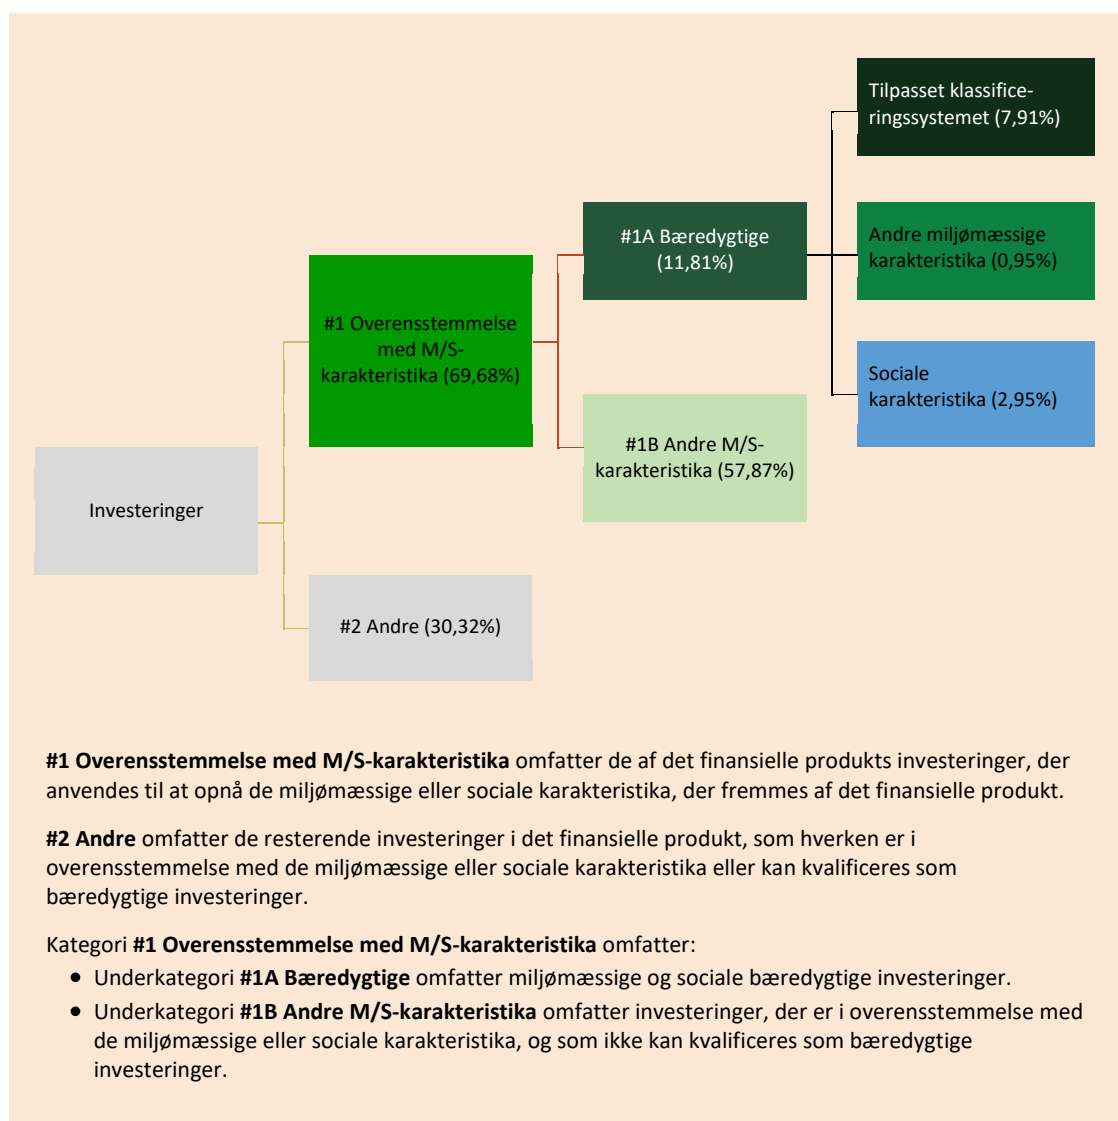 Tilpasset klassifice-
ringssystemet (7,91%)
#1A Bæredygtige
(11,81%)
Andre miljømæssige
karakteristika (0,95%)
#1 Overensstemmelse
med M/S-
karakteristika (69,68%)
Sociale
karakteristika (2,95%)
#1B Andre M/S-
karakteristika (57,87%)
Investeringer
#2 Andre (30,32%)
#1 Overensstemmelse med M/S-karakteristika omfatter de af det finansielle produkts investeringer, der
anvendes til at opnå de miljømæssige eller sociale karakteristika, der fremmes af det finansielle produkt.
#2 Andre omfatter de resterende investeringer i det finansielle produkt, som hverken er i
overensstemmelse med de miljømæssige eller sociale karakteristika eller kan kvalificeres som
bæredygtige investeringer.
Kategori #1 Overensstemmelse med M/S-karakteristika omfatter:
• Underkategori #1A Bæredygtige omfatter miljømæssige og sociale bæredygtige investeringer.
• Underkategori #1B Andre M/S-karakteristika omfatter investeringer, der er i overensstemmelse med
de miljømæssige eller sociale karakteristika, og som ikke kan kvalificeres som bæredygtige
investeringer.